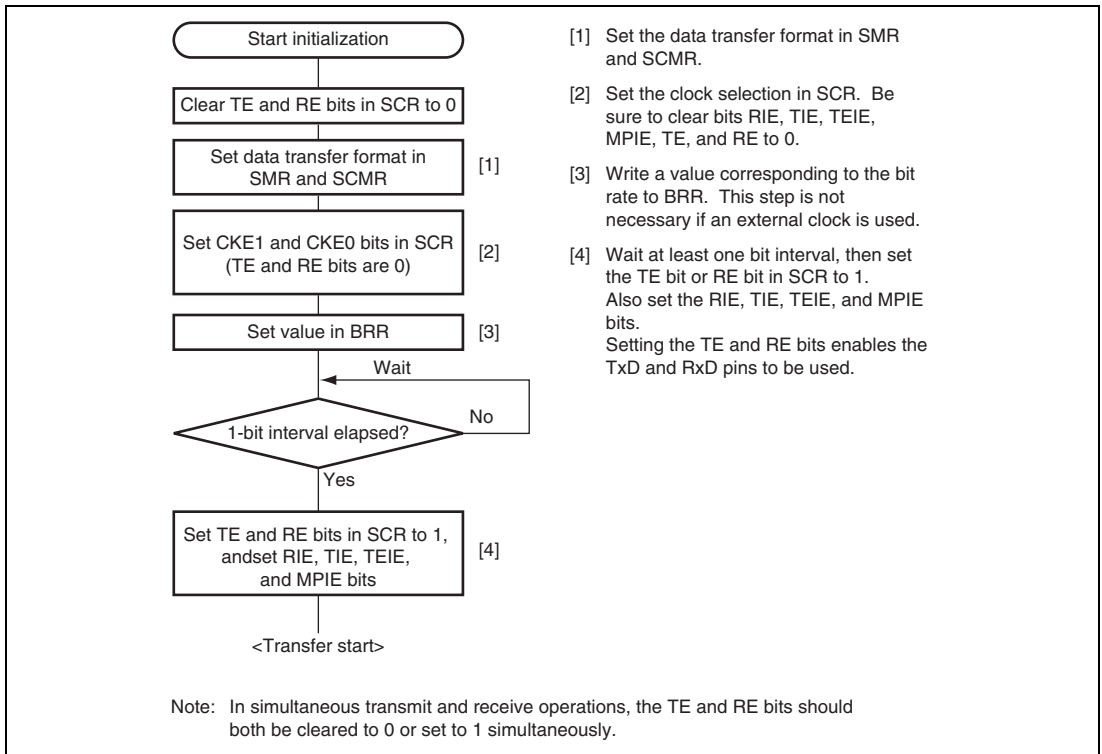 Start initialization
Clear TE and RE bits in SCR to 0
Set data transfer format in
SMR and SCMR
[1]
Set CKE1 and CKE0 bits in SCR
(TE and RE bits are 0)
[2]
Set value in BRR
[3]
Wait
No
1-bit interval elapsed?
Yes
Set TE and RE bits in SCR to 1,
andset RIE, TIE, TEIE,
and MPIE bits
[4]
<Transfer start>
[1] Set the data transfer format in SMR
and SCMR.
[2] Set the clock selection in SCR. Be
sure to clear bits RIE, TIE, TEIE,
MPIE, TE, and RE to 0.
[3] Write a value corresponding to the bit
rate to BRR. This step is not
necessary if an external clock is used.
[4] Wait at least one bit interval, then set
the TE bit or RE bit in SCR to 1.
Also set the RIE, TIE, TEIE, and MPIE
bits.
Setting the TE and RE bits enables the
TxD and RxD pins to be used.
Note: In simultaneous transmit and receive operations, the TE and RE bits should
both be cleared to 0 or set to 1 simultaneously.